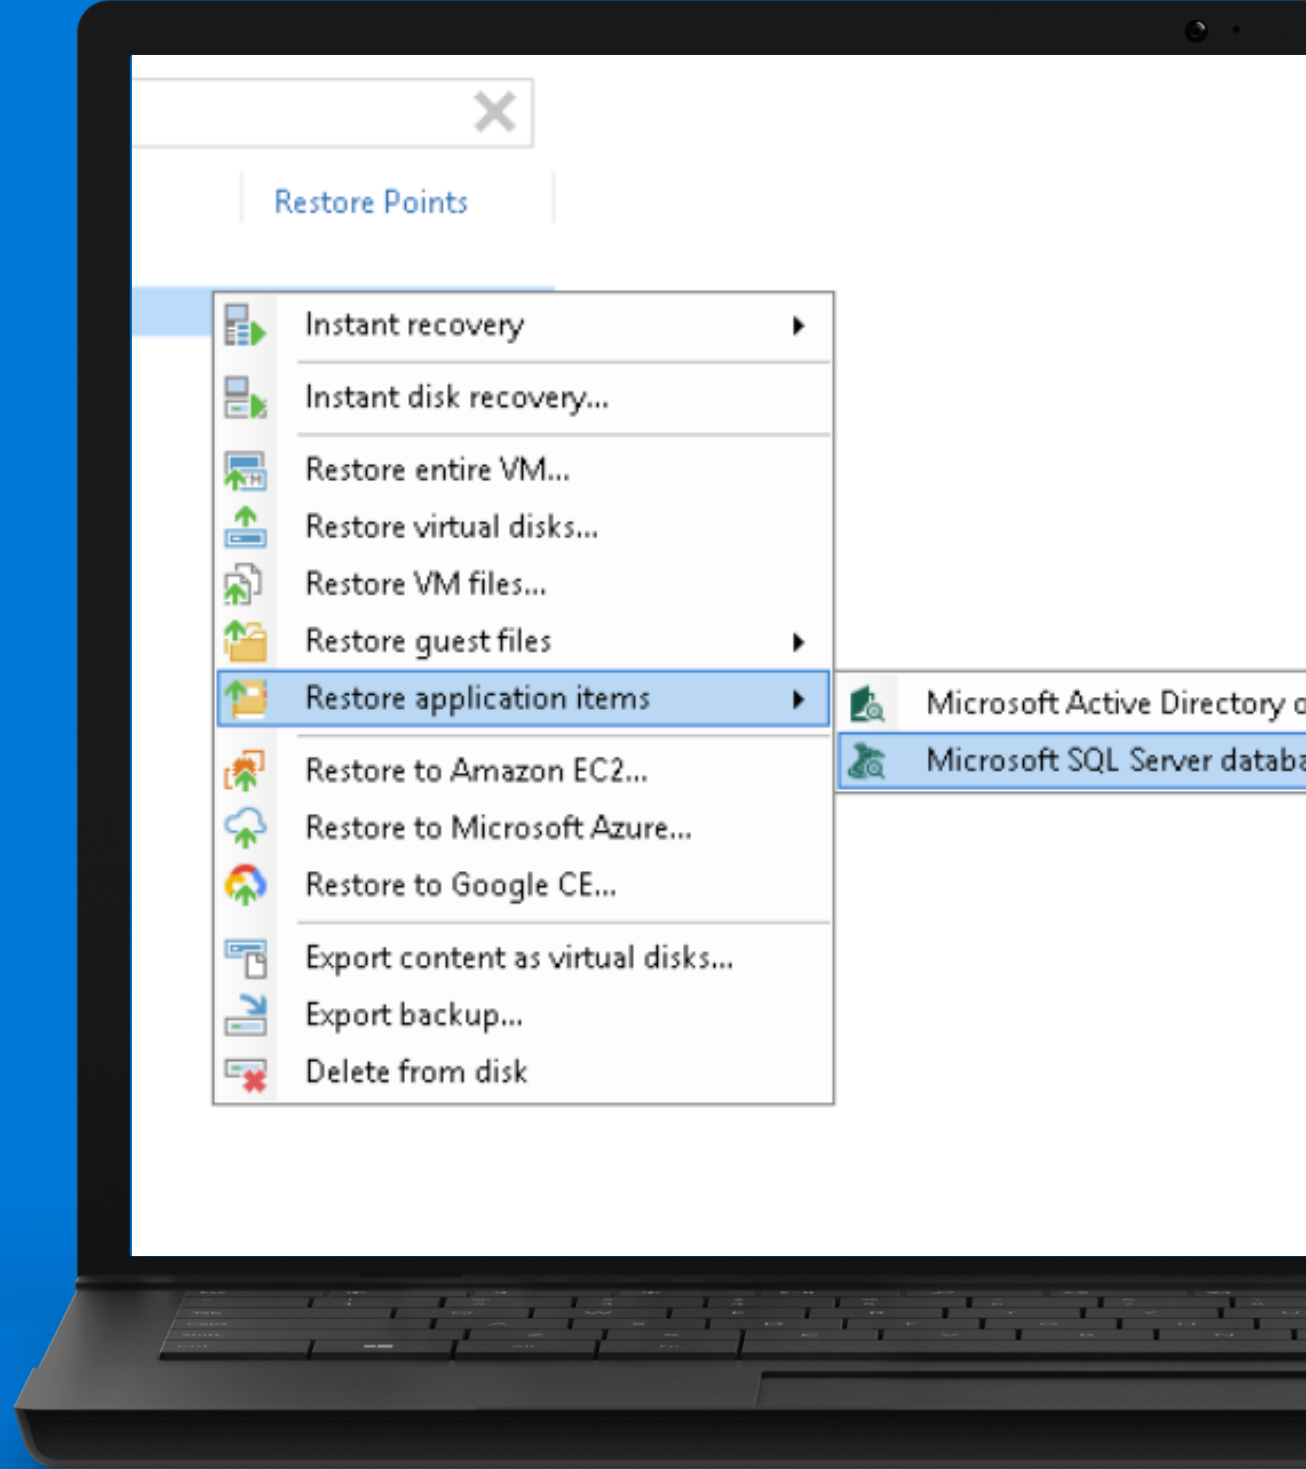 Restore Points
Instant recovery
Instant disk recovery...
Restore entire VM...
Restore virtual disks...
Restore VM files...
Restore guest files
Restore application items
Microsoft Active Directory
Microsoft SQL Server
Restore to Amazon EC2...
Restore to Microsoft Azure...
Restore to Google CE...
Export content as virtual disks...
Export backup...
Delete from disk